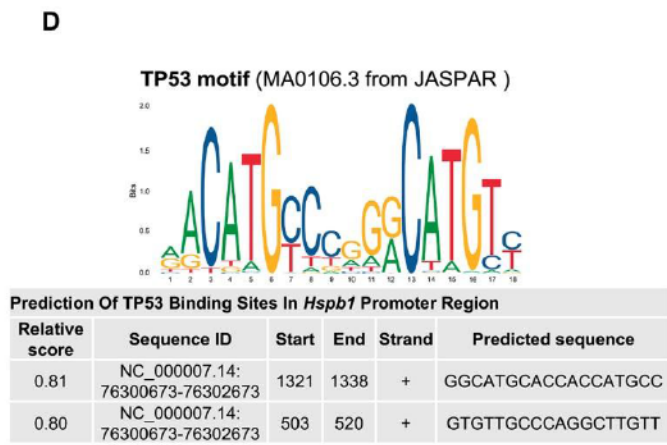 D
TP53 motif (MA0106.3 from JASPAR )
2.0
1.5
1.0
0.5
0.0
Bits
1 2 3 4 5 6 7 8 9 10 11 12 13 14 15 16 17 18
Prediction Of TP53 Binding Sites In Hspb1 Promoter Region
Relative score Sequence ID Start End Strand Predicted sequence
0.81 NC_000007.14: 76300673-76302673 1321 1338 + GGCATGCACCACCATGCC
0.80 NC_000007.14: 76300673-76302673 503 520 + GTGTTGCCCAGGCTTGTT